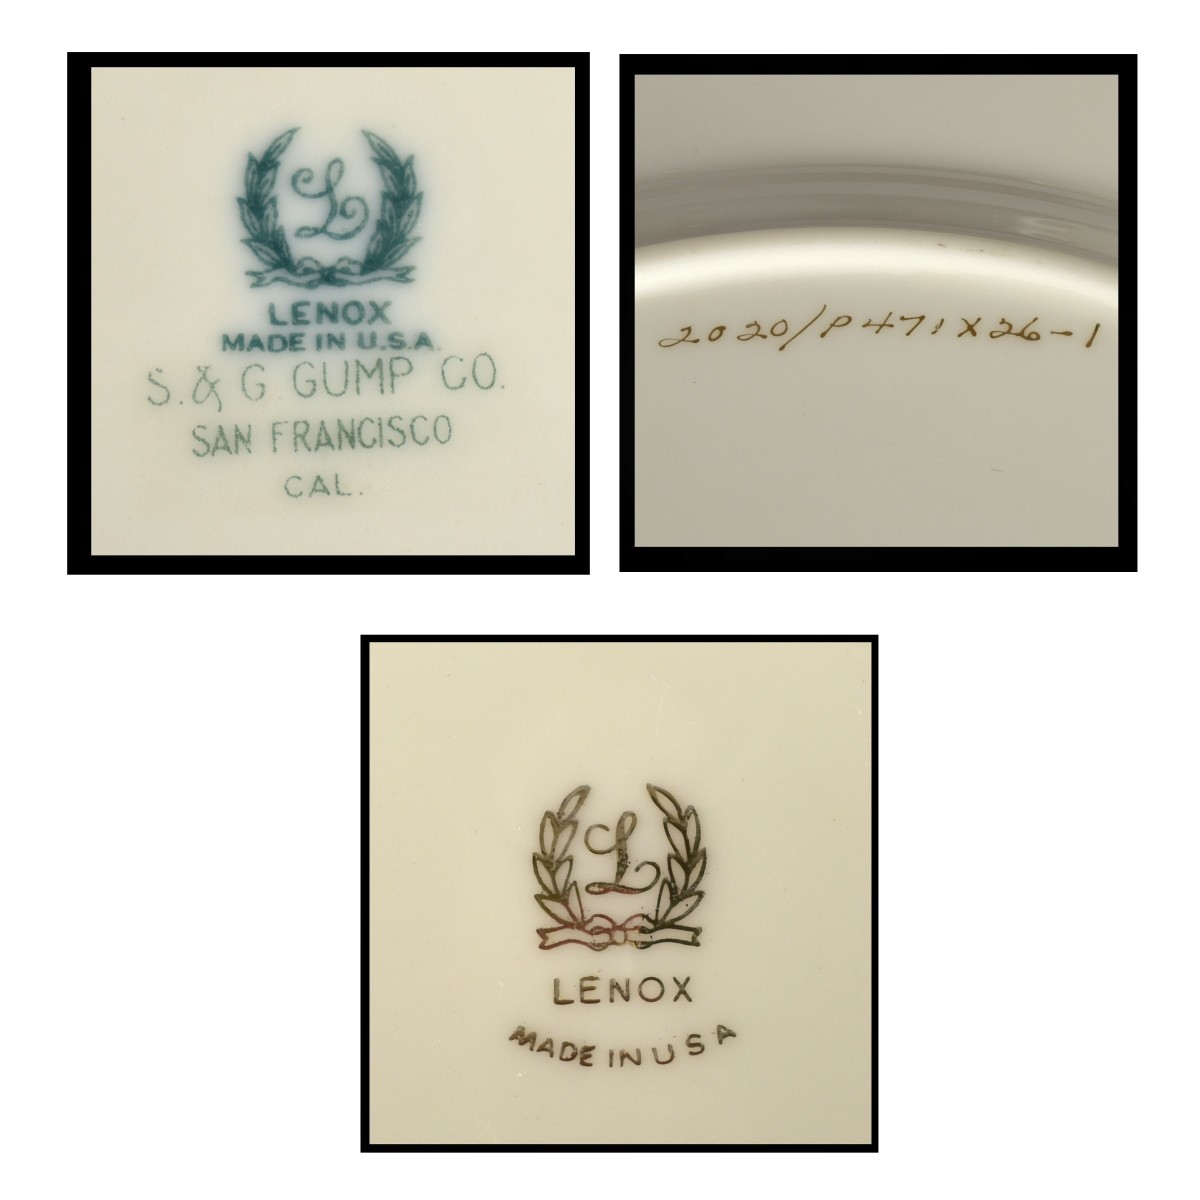 L
LENOX
MADE IN U.S.A.
S. & G. GUMP CO.
SAN FRANCISCO
CAL.
2020/P471X26-1
L
LENOX
MADE IN USA